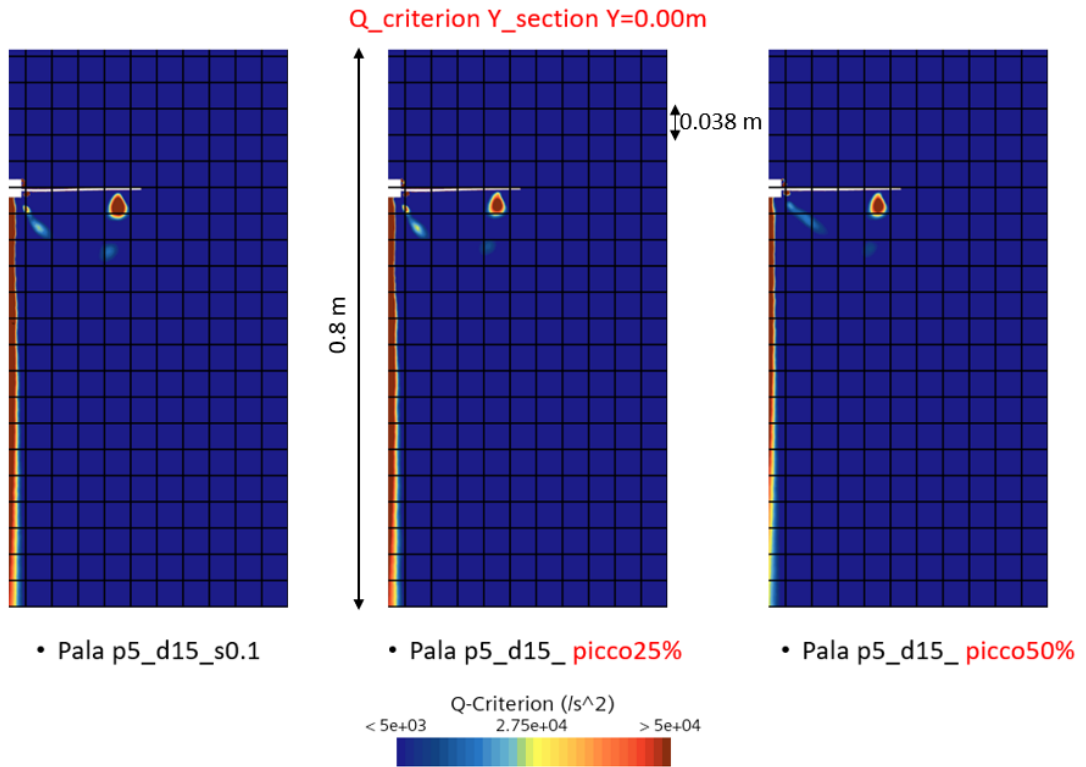 Q_criterion Y_section Y=0.00m
0.038 m
0.8 m
• Pala p5_d15_s0.1
• Pala p5_d15_ picco25%
• Pala p5_d15_ picco50%
Q-Criterion (/s^2)
< 5e+03 2.75e+04 > 5e+04